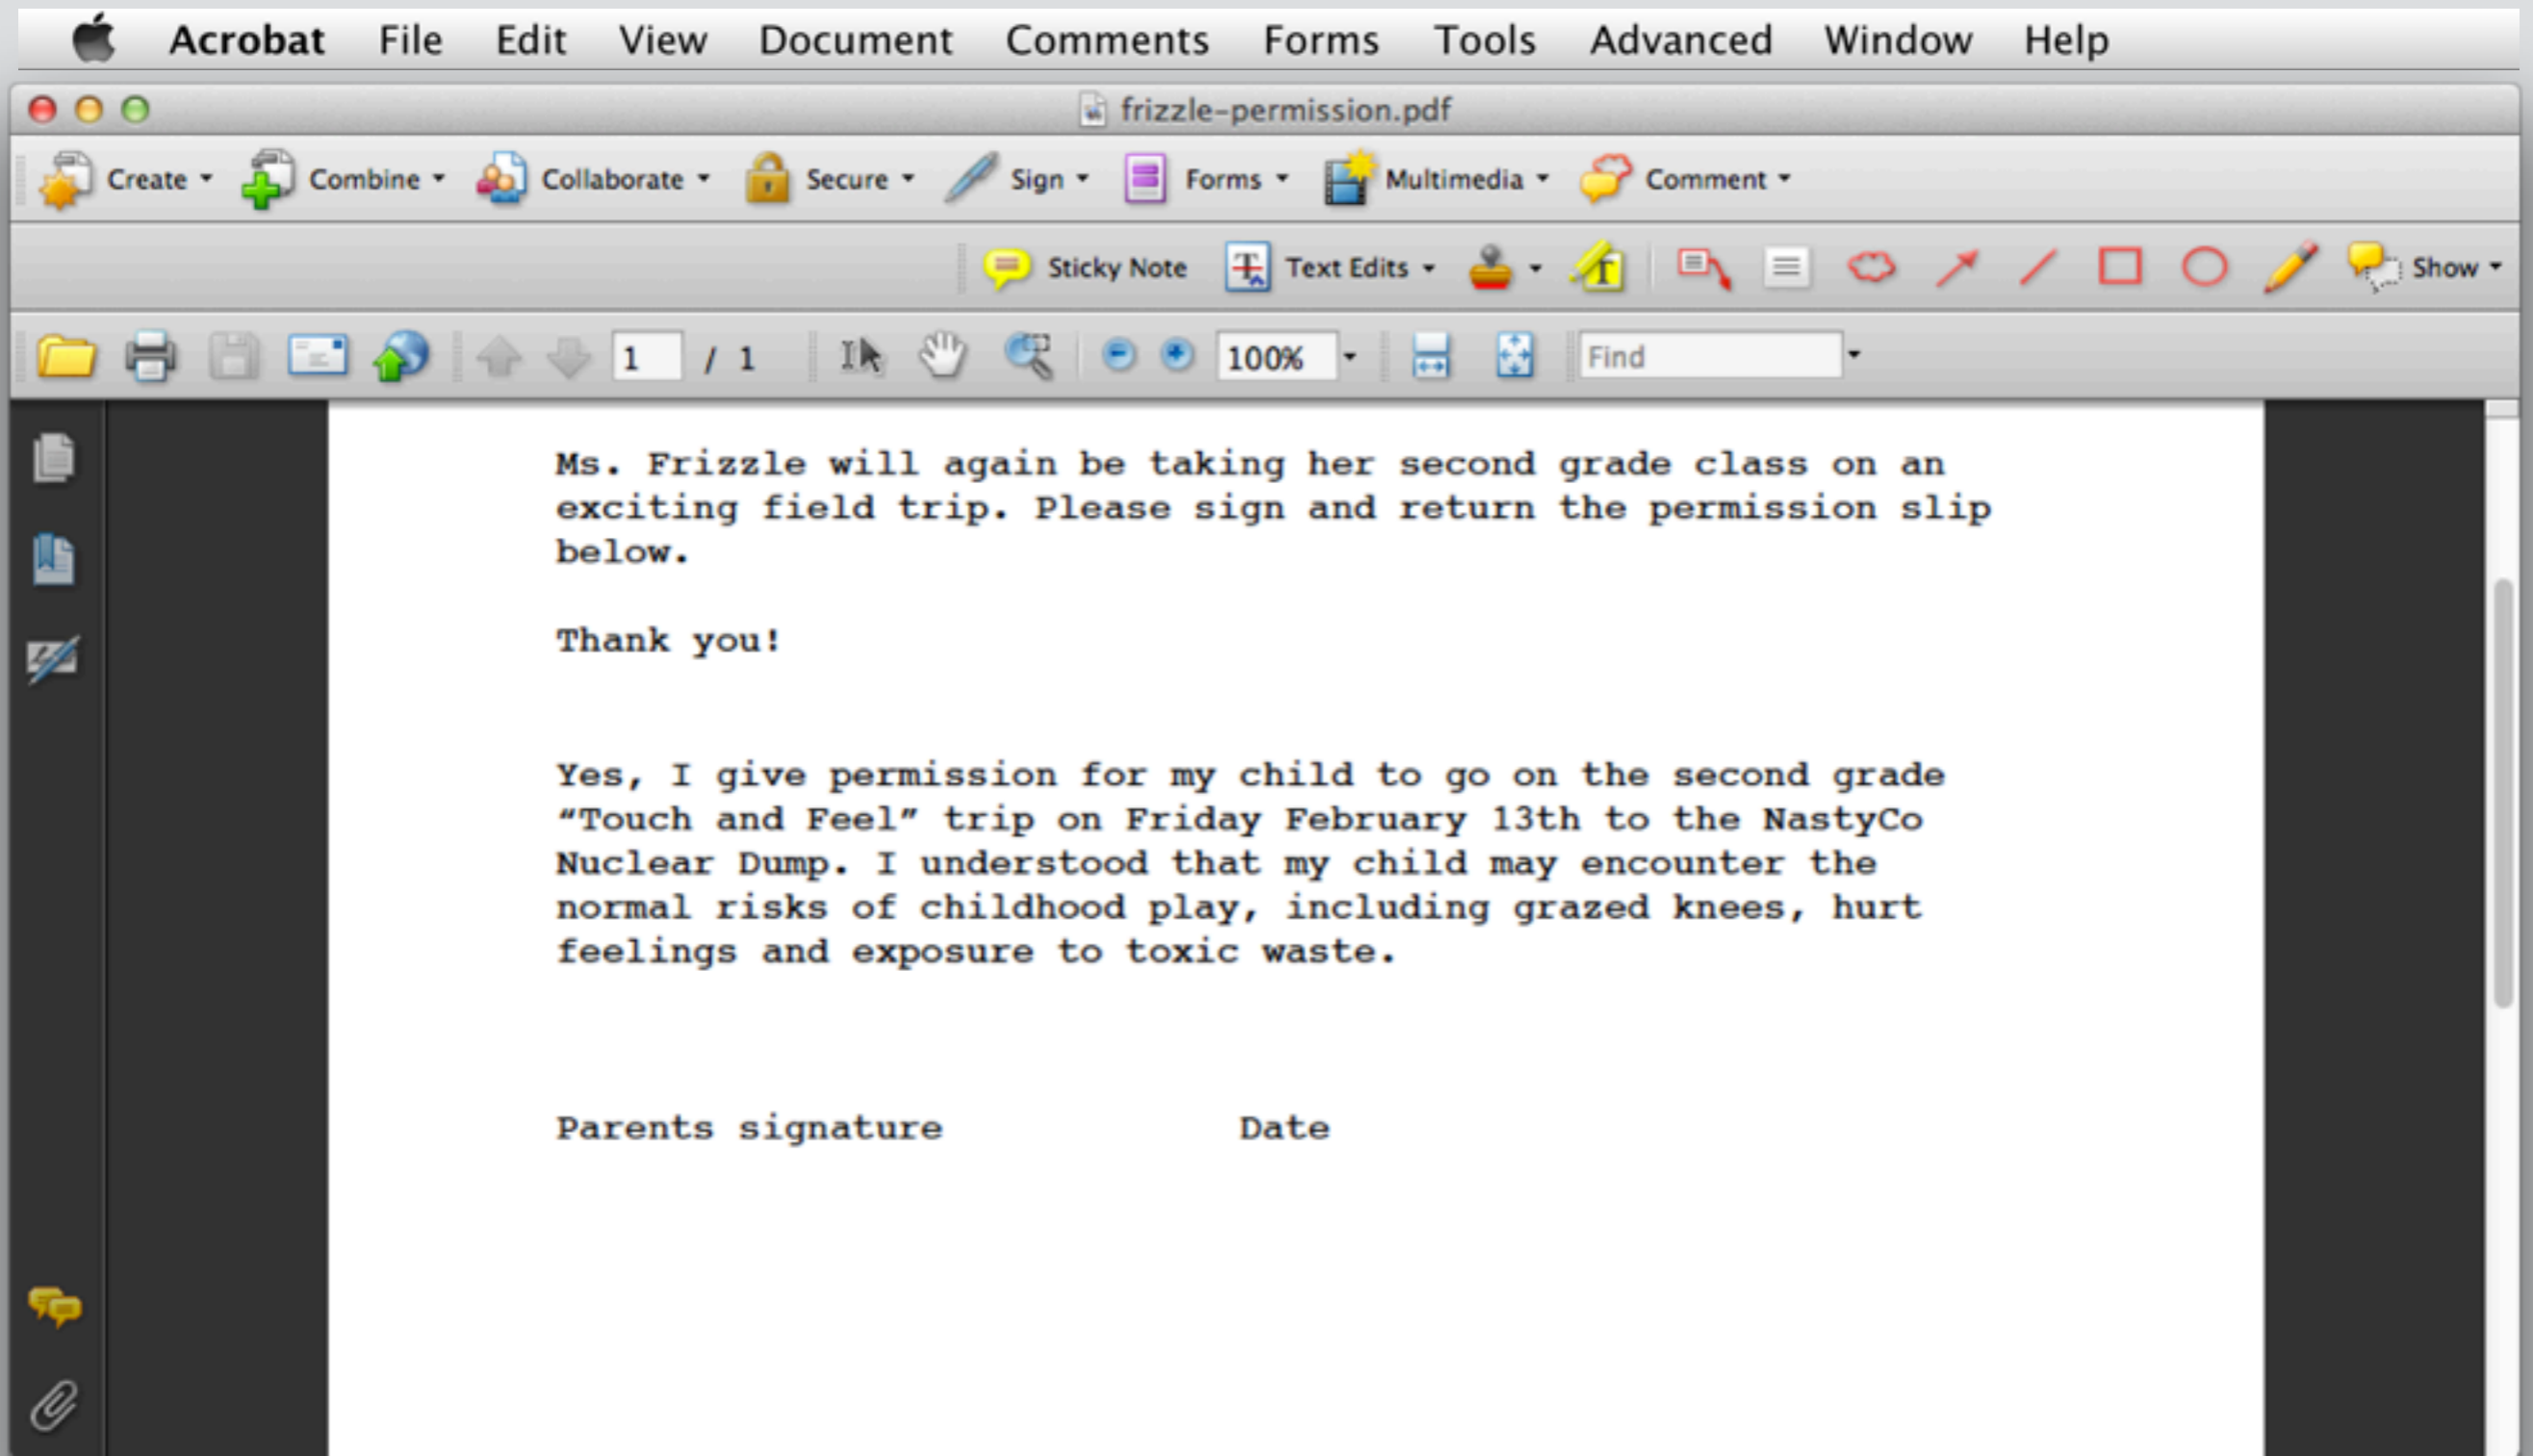 Acrobat File Edit View Document Comments Forms Tools Advanced Window Help
frizzle-permission.pdf
Create Combine Collaborate Secure Sign Forms Multimedia Comment
Sticky Note Text Edits Show
1 / 1 100% Find
Ms. Frizzle will again be taking her second grade class on an
exciting field trip. Please sign and return the permission slip
below.
Thank you!
Yes, I give permission for my child to go on the second grade
“Touch and Feel” trip on Friday February 13th to the NastyCo
Nuclear Dump. I understood that my child may encounter the
normal risks of childhood play, including grazed knees, hurt
feelings and exposure to toxic waste.
Parents signature Date